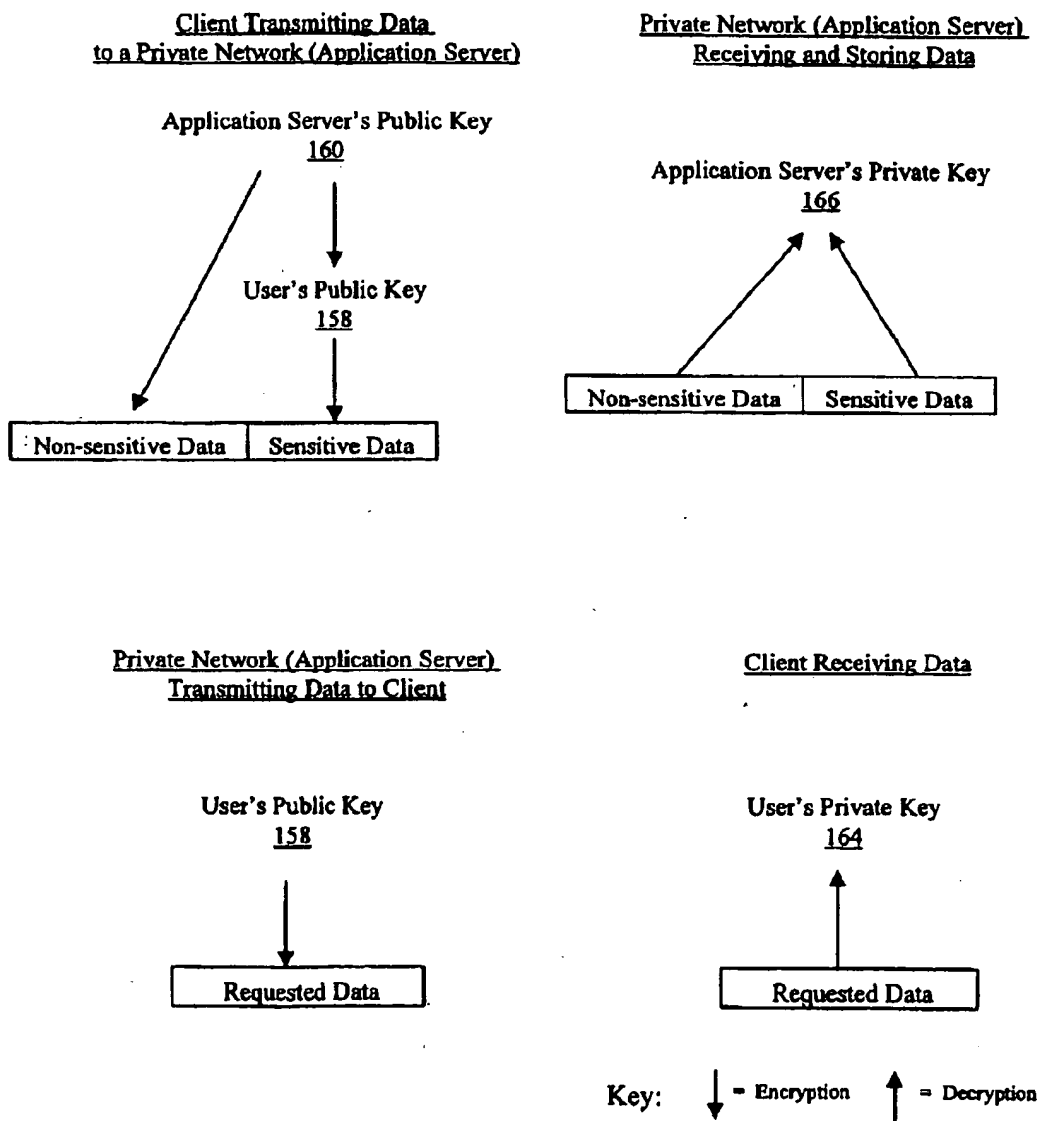 Client Transmitting Data
to a Private Network (Application Server)
Application Server's Public Key
160
User's Public Key
158
Non-sensitive Data
Sensitive Data
Private Network (Application Server)
Receiving and Storing Data
Application Server's Private Key
166
Non-sensitive Data
Sensitive Data
Private Network (Application Server)
Transmitting Data to Client
User's Public Key
158
Requested Data
Client Receiving Data
User's Private Key
164
Requested Data
Key: = Encryption = Decryption